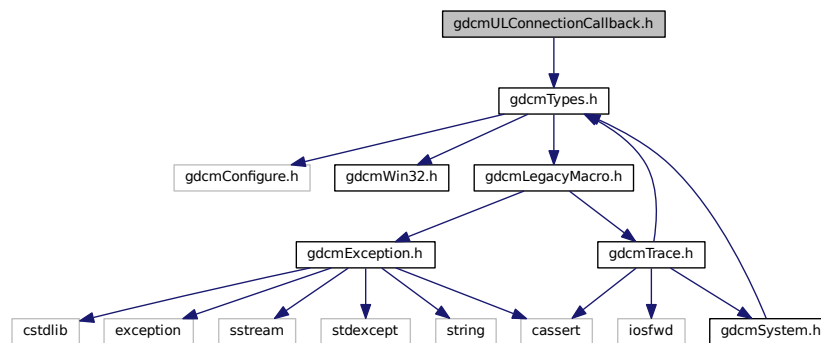 gdcmULConnectionCallback.h
gdcmTypes.h
gdcmConfigure.h
gdcmWin32.h
gdcmLegacyMacro.h
gdcmException.h
gdcmTrace.h
cstdlib
exception
sstream
stdexcept
string
cassert
iosfwd
gdcmSystem.h